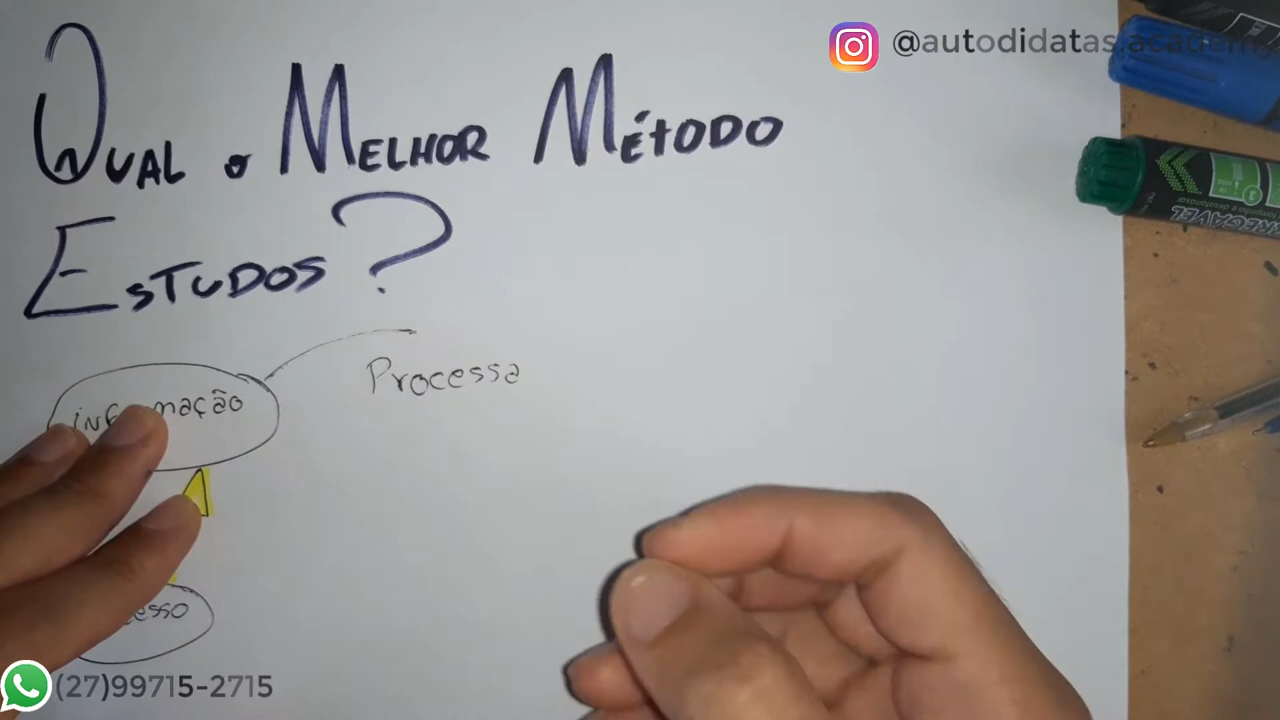 @autodidatas.academ
QUAL O MELHOR MÉTODO
ESTUDOS?
Processa
(27)99715-2715